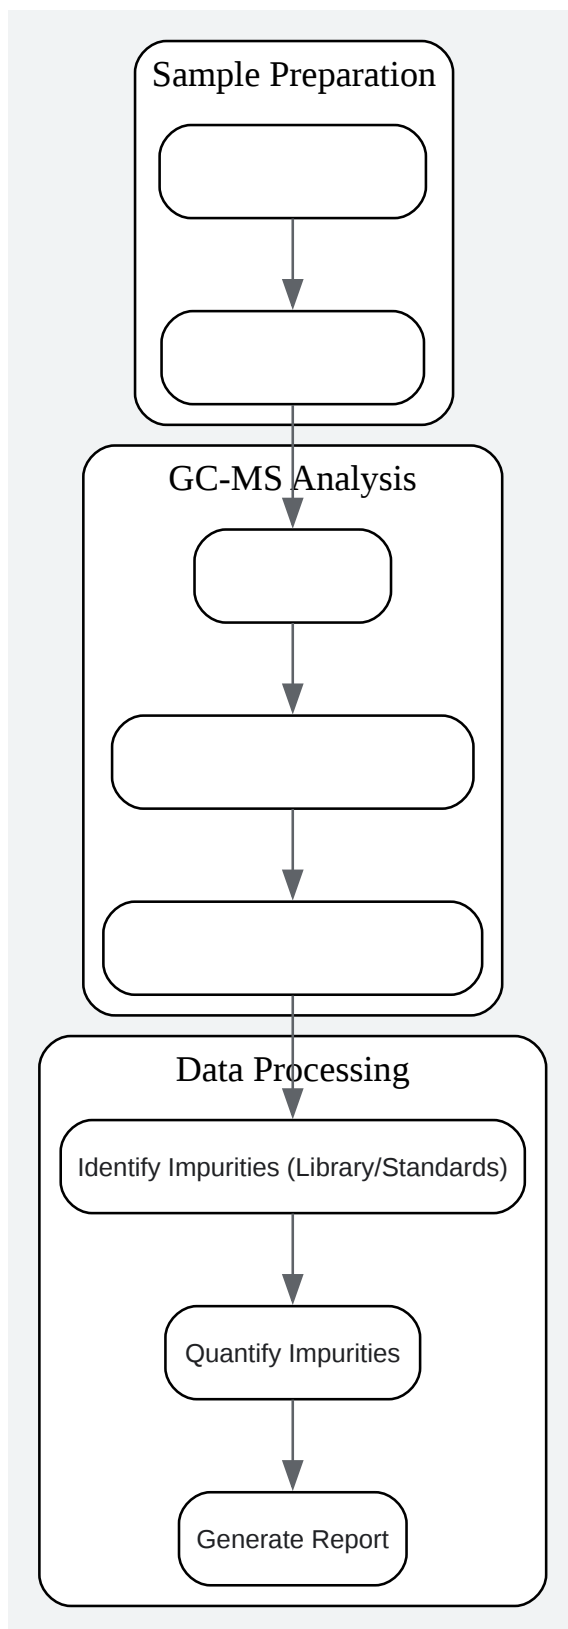 Sample Preparation
GC-MS Analysis
Data Processing
Identify Impurities (Library/Standards)
Quantify Impurities
Generate Report